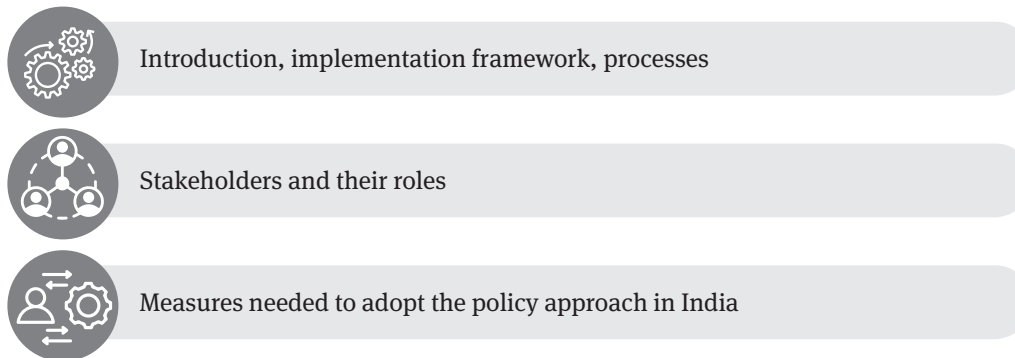 Introduction, implementation framework, processes
Stakeholders and their roles
Measures needed to adopt the policy approach in India